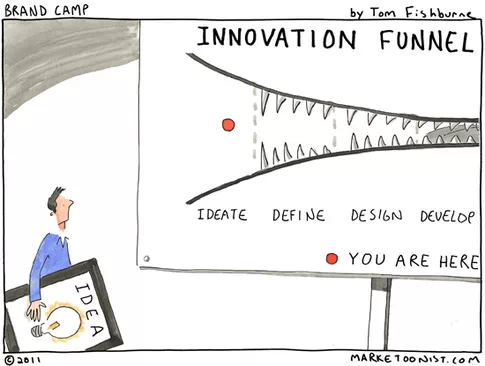 BRAND CAMP
by Tom Fishburne
INNOVATION FUNNEL
IDEATE DEFINE DESIGN DEVELOP
YOU ARE HERE
IDEA
©2011
MARKETOONIST.COM